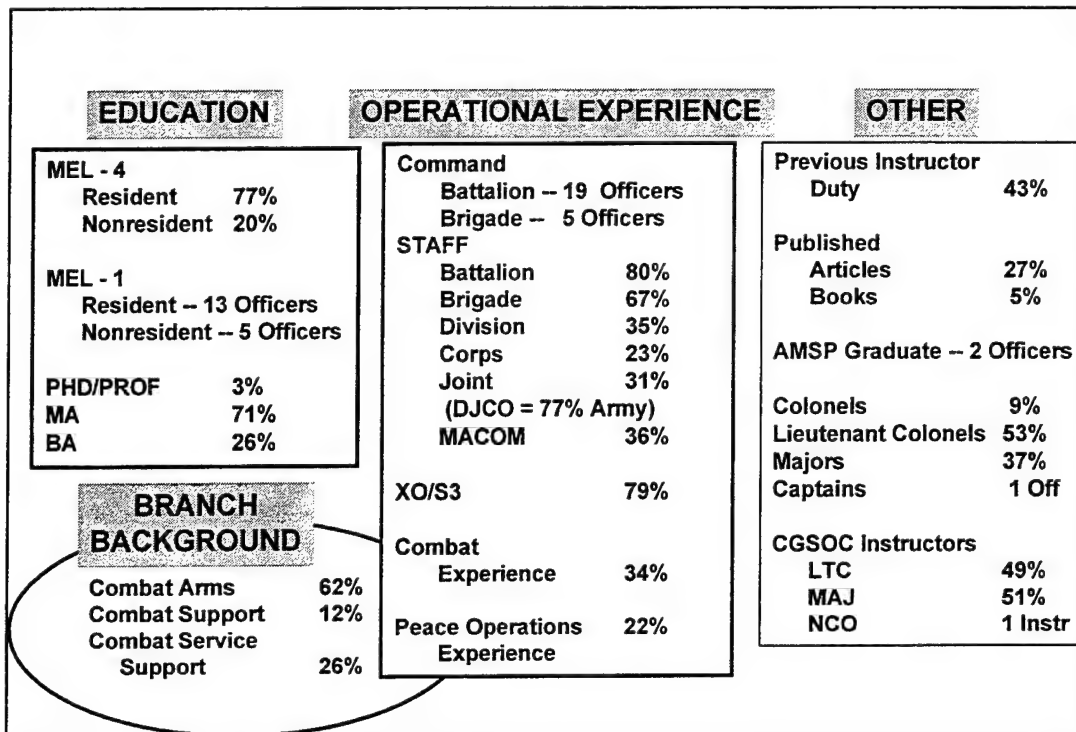 EDUCATION
MEL - 4
Resident 77%
Nonresident 20%
MEL - 1
Resident -- 13 Officers
Nonresident -- 5 Officers
PHD/PROF 3%
MA 71%
BA 26%
BRANCH
BACKGROUND
Combat Arms 62%
Combat Support 12%
Combat Service
Support 26%
OPERATIONAL EXPERIENCE
Command
Battalion -- 19 Officers
Brigade -- 5 Officers
STAFF
Battalion 80%
Brigade 67%
Division 35%
Corps 23%
Joint 31%
(DJCO = 77% Army)
MACOM 36%
XO/S3 79%
Combat
Experience 34%
Peace Operations 22%
Experience
OTHER
Previous Instructor
Duty 43%
Published
Articles 27%
Books 5%
AMSP Graduate -- 2 Officers
Colonels 9%
Lieutenant Colonels 53%
Majors 37%
Captains 1 Off
CGSOC Instructors
LTC 49%
MAJ 51%
NCO 1 Instr